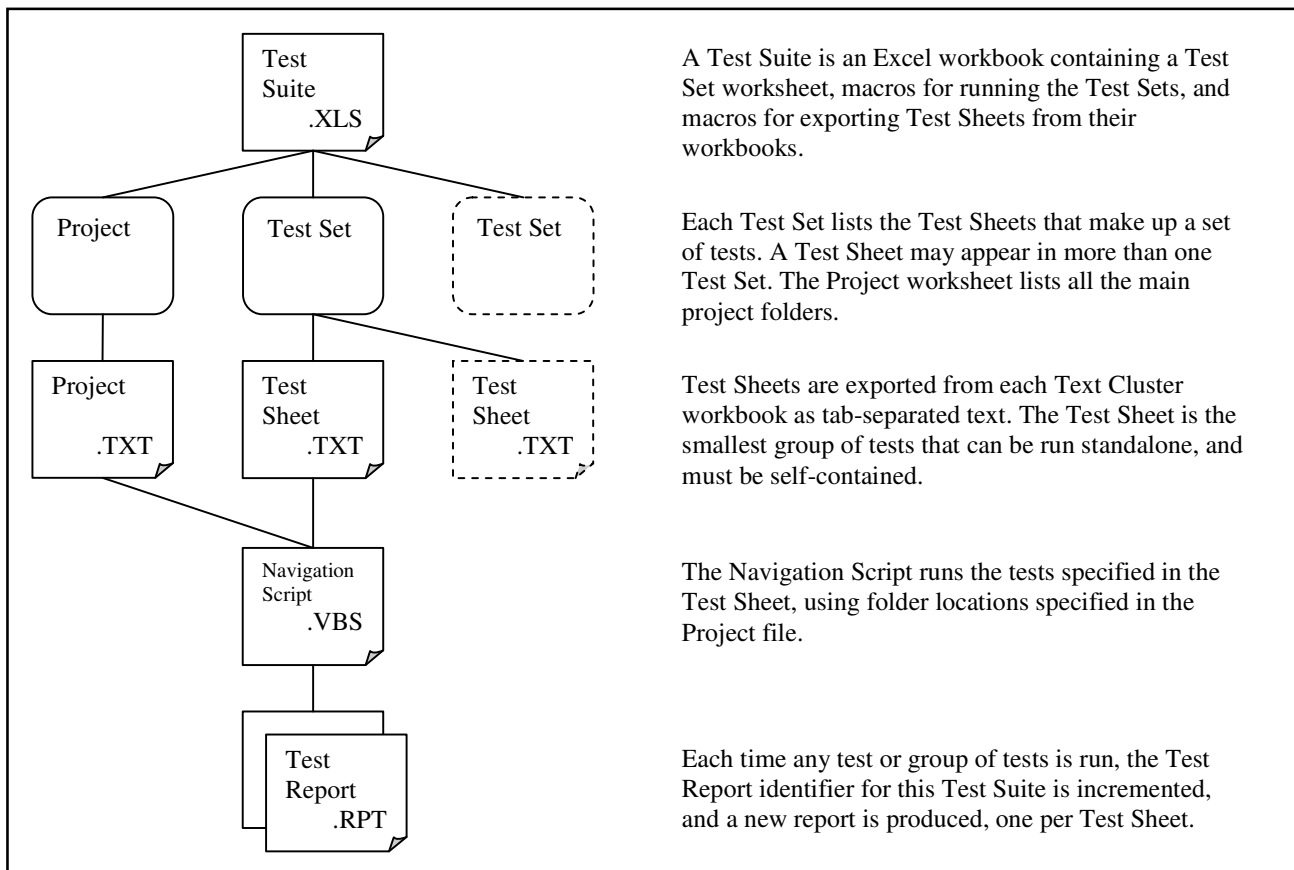 Test
Suite
.XLS
A Test Suite is an Excel workbook containing a Test
Set worksheet, macros for running the Test Sets, and
macros for exporting Test Sheets from their
workbooks.
Project
Test Set
Test Set
Each Test Set lists the Test Sheets that make up a set
of tests. A Test Sheet may appear in more than one
Test Set. The Project worksheet lists all the main
project folders.
Project
.TXT
Test
Sheet
.TXT
Test
Sheet
.TXT
Test Sheets are exported from each Text Cluster
workbook as tab-separated text. The Test Sheet is the
smallest group of tests that can be run standalone, and
must be self-contained.
Navigation
Script
.VBS
The Navigation Script runs the tests specified in the
Test Sheet, using folder locations specified in the
Project file.
Test
Report
.RPT
Each time any test or group of tests is run, the Test
Report identifier for this Test Suite is incremented,
and a new report is produced, one per Test Sheet.